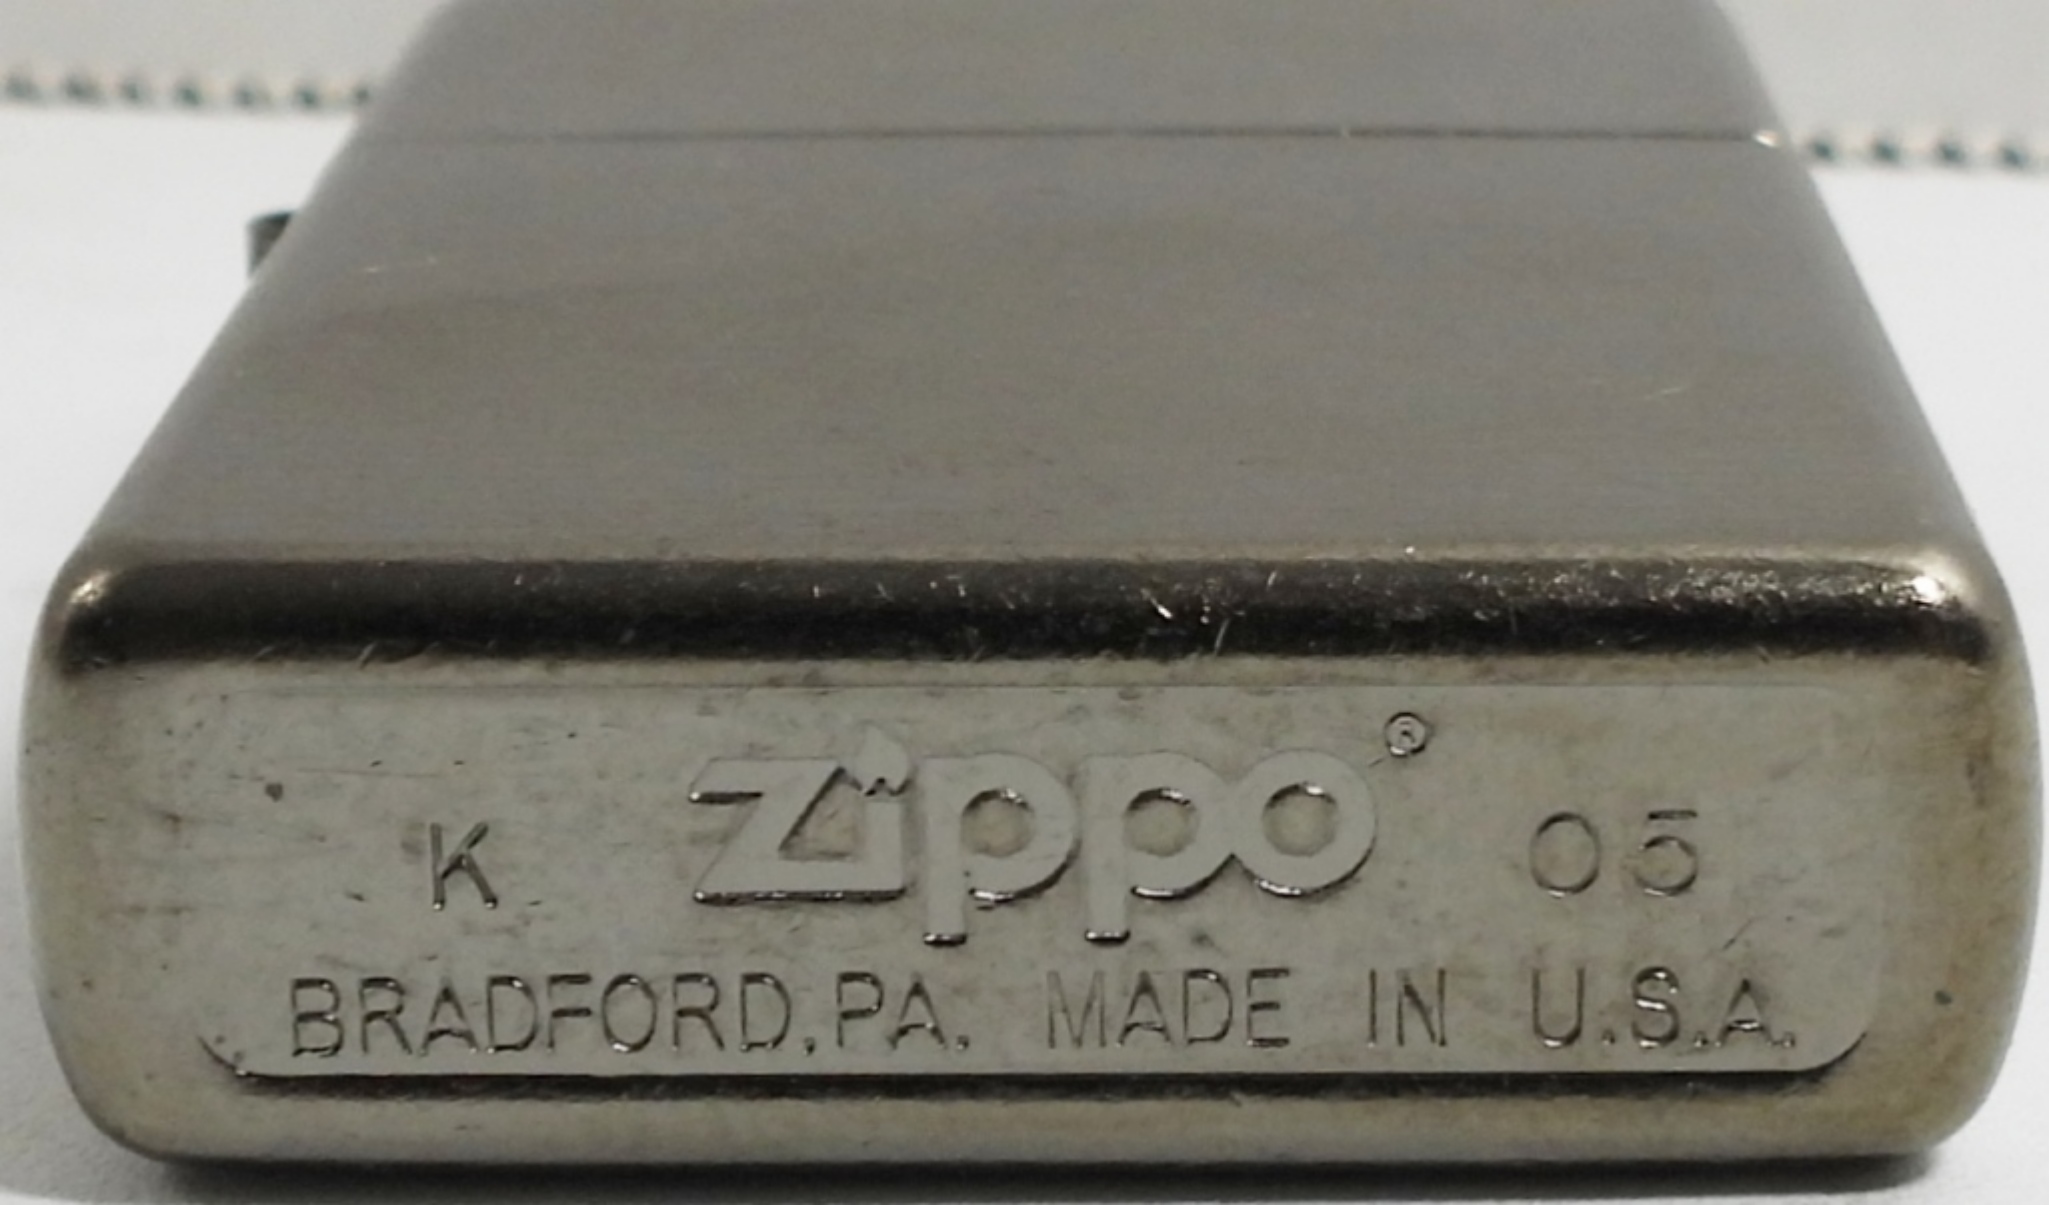 K Zippo® 05
BRADFORD, PA. MADE IN U.S.A.